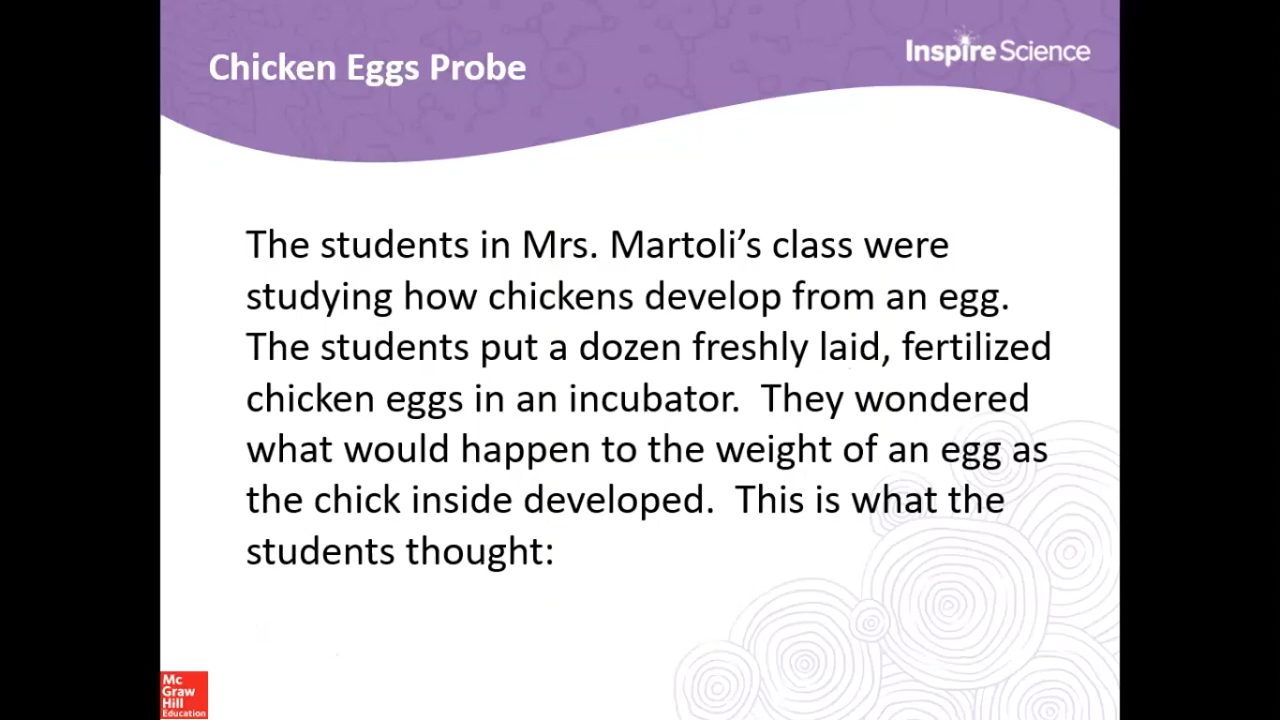 Chicken Eggs Probe
Inspire Science
The students in Mrs. Martoli’s class were
studying how chickens develop from an egg.
The students put a dozen freshly laid, fertilized
chicken eggs in an incubator.  They wondered
what would happen to the weight of an egg as
the chick inside developed.  This is what the
students thought:
Mc
Graw
Hill
Education